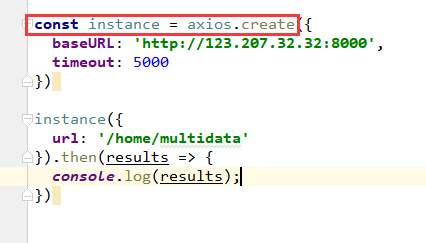 const instance = axios.create({
baseURL: 'http://123.207.32.32:8000',
timeout: 5000
})
instance({
url: '/home/multidata'
}).then(results => {
console.log(results);
})